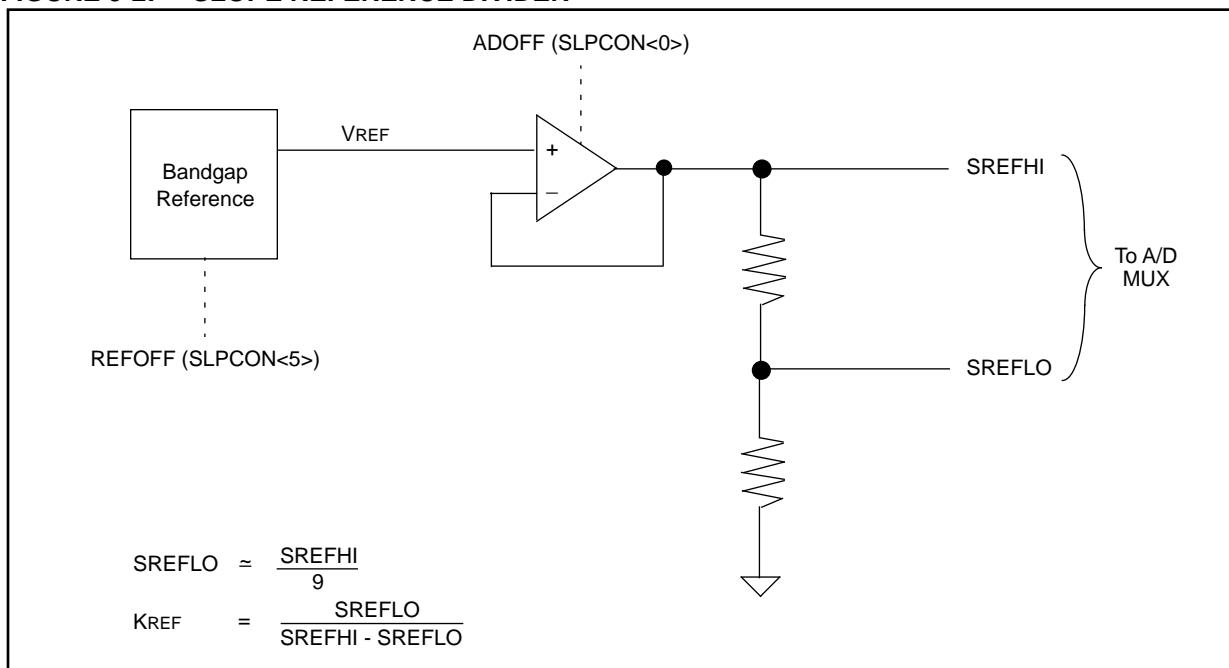 ADOFF (SLPCON<0>)
VREF
Bandgap
Reference
+
–
SREFHI
To A/D
MUX
REFOFF (SLPCON<5>)
SREFLO
SREFLO ≃ SREFHI
9
KREF = SREFLO
SREFHI - SREFLO